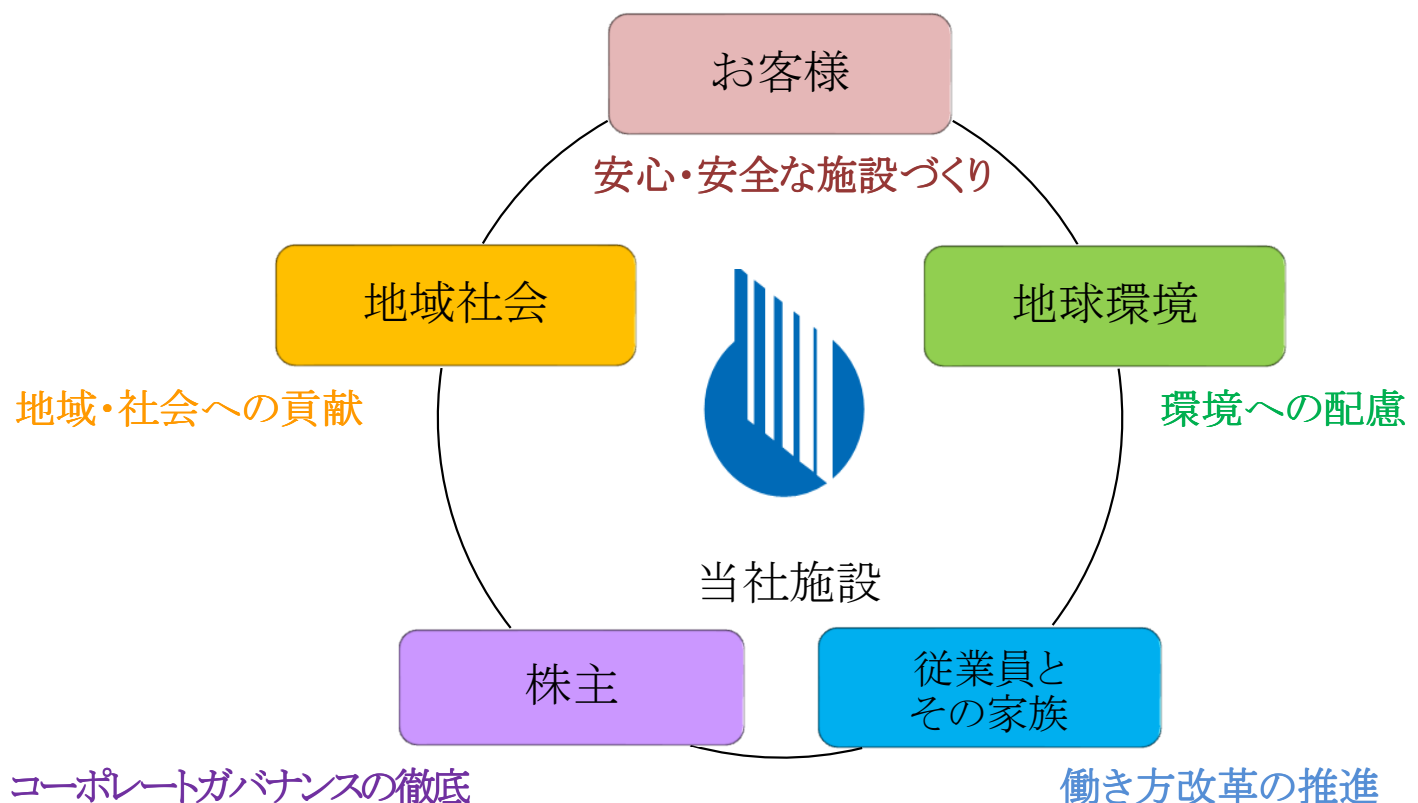 お客様
安心・安全な施設づくり
地域社会
地球環境
地域・社会への貢献
環境への配慮
当社施設
株主
従業員と
その家族
コーポレートガバナンスの徹底
働き方改革の推進